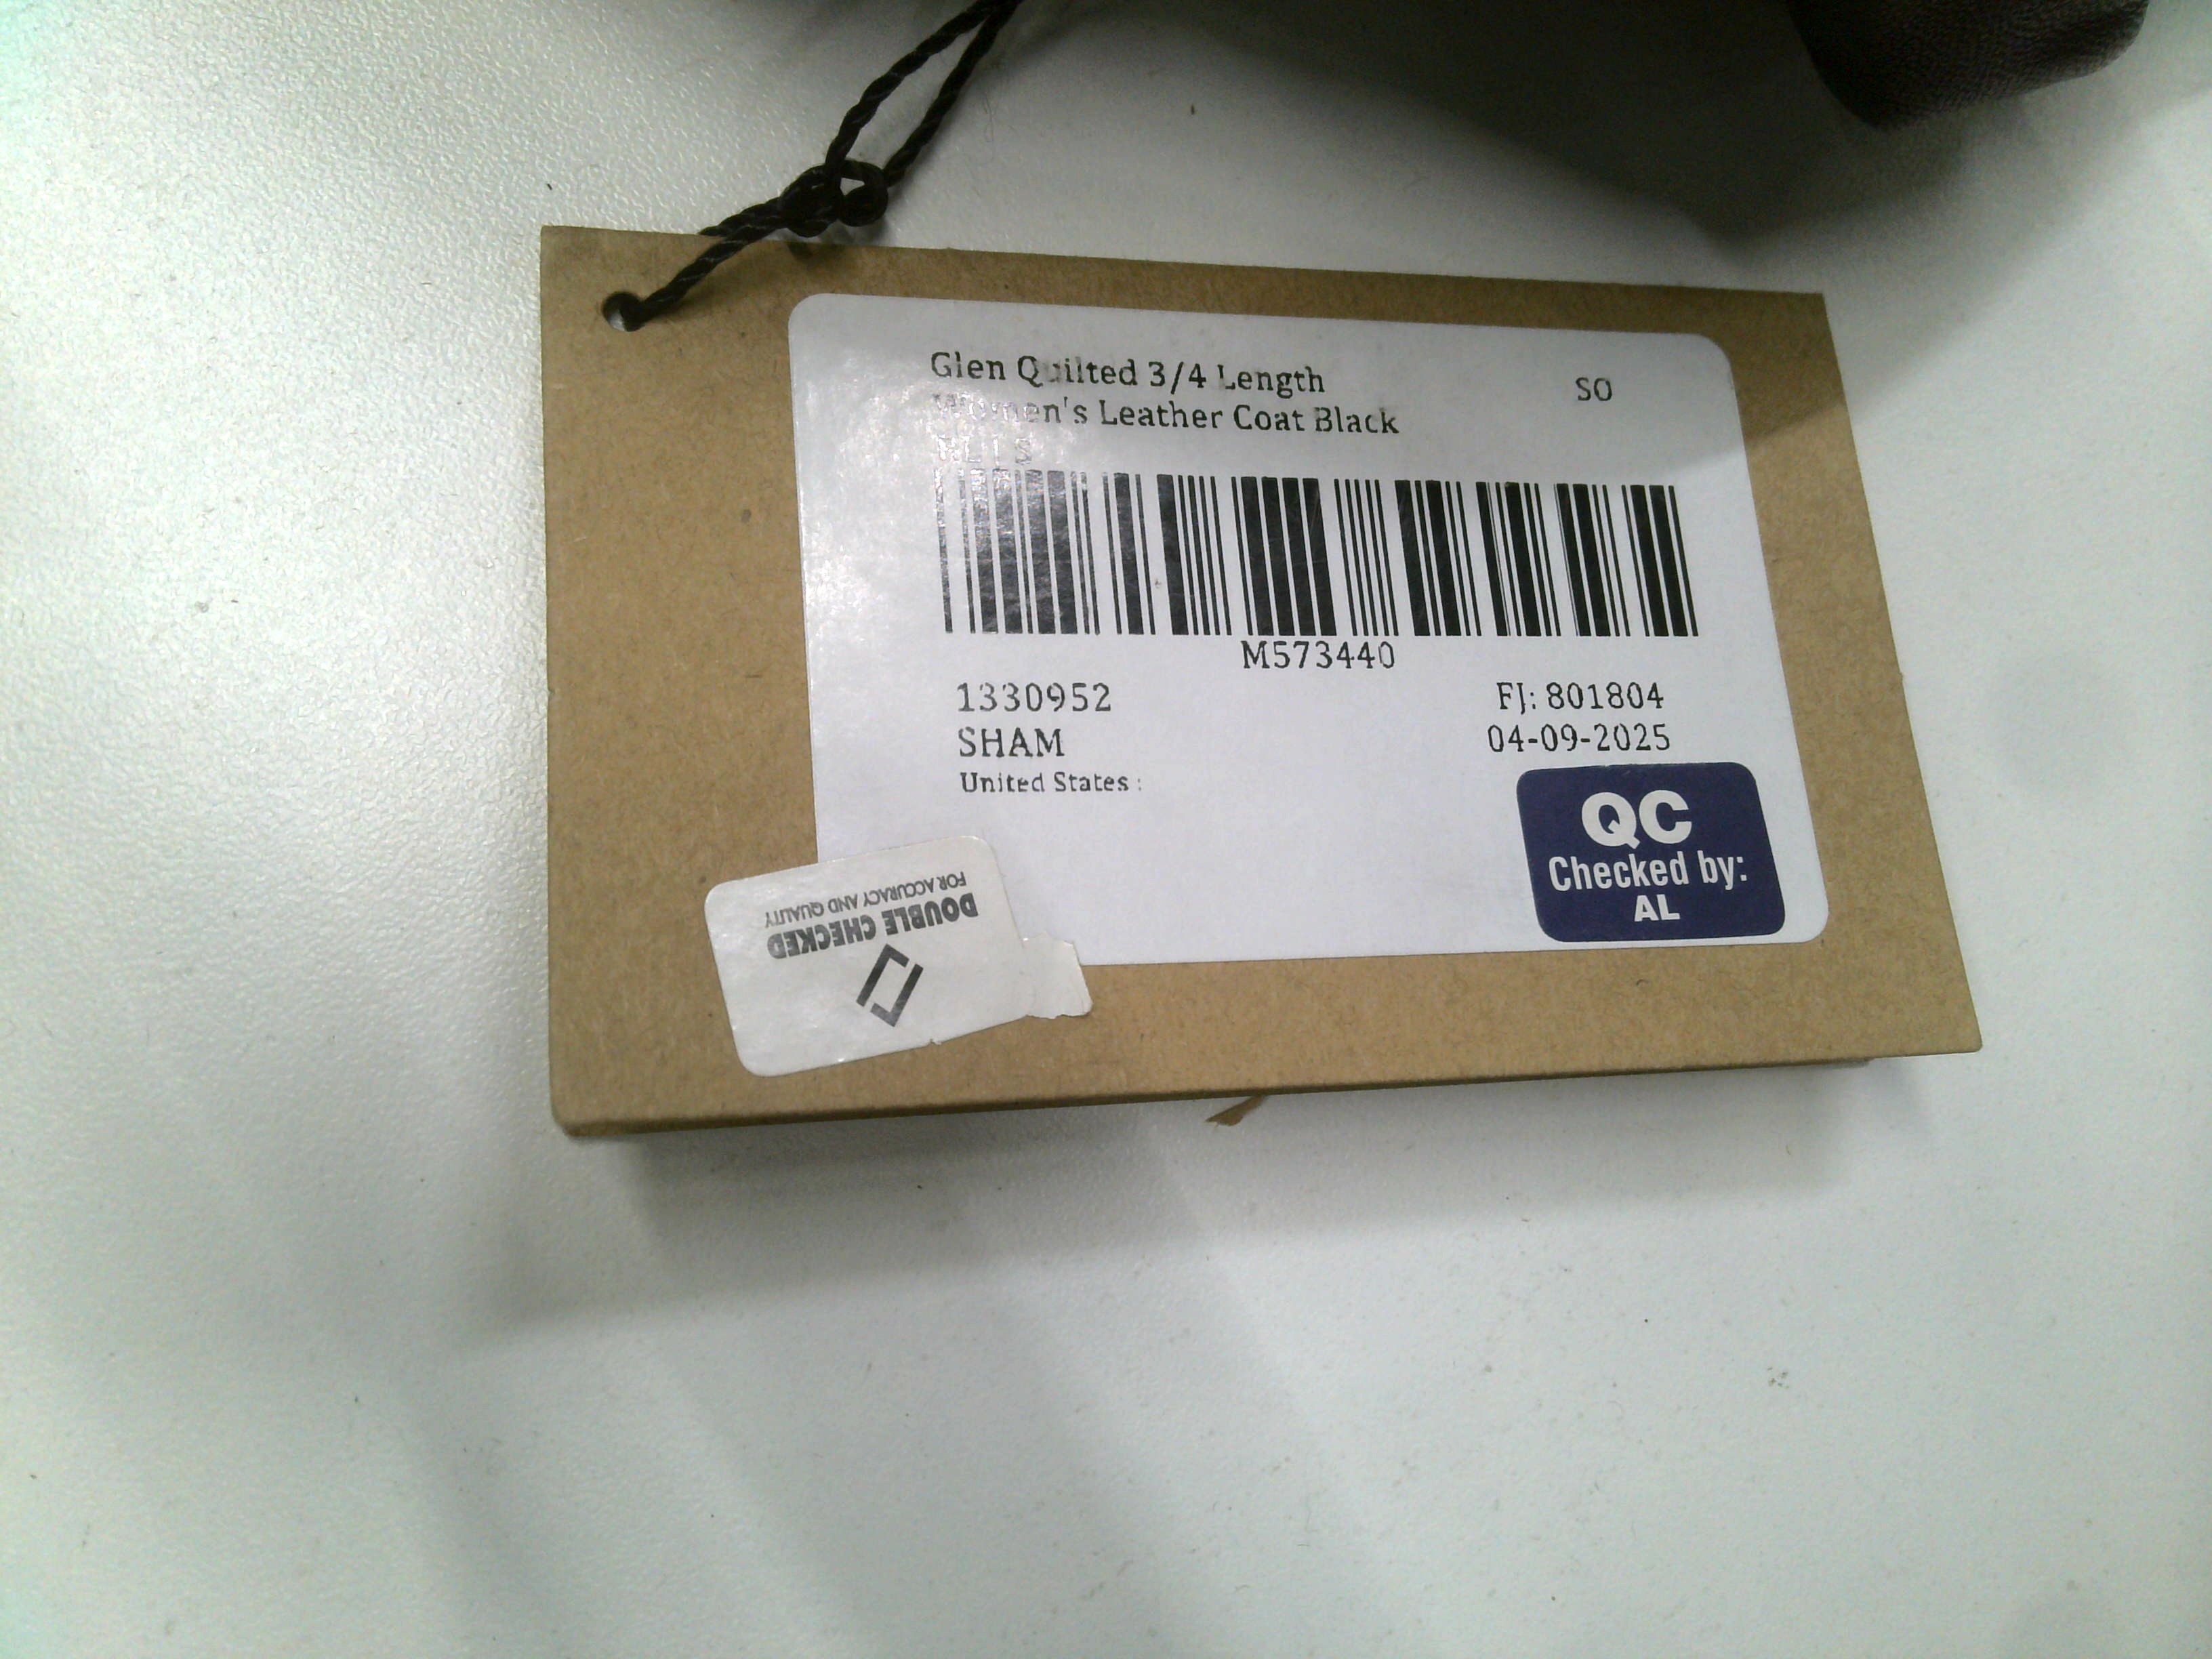 Glen Quilted 3/4 Length
SO
Women's Leather Coat Black
M573440
1330952
FJ: 801804
SHAM
04-09-2025
United States :
QC
Checked by:
AL
DOUBLE CHECKED
FOR ACCURACY AND QUALITY